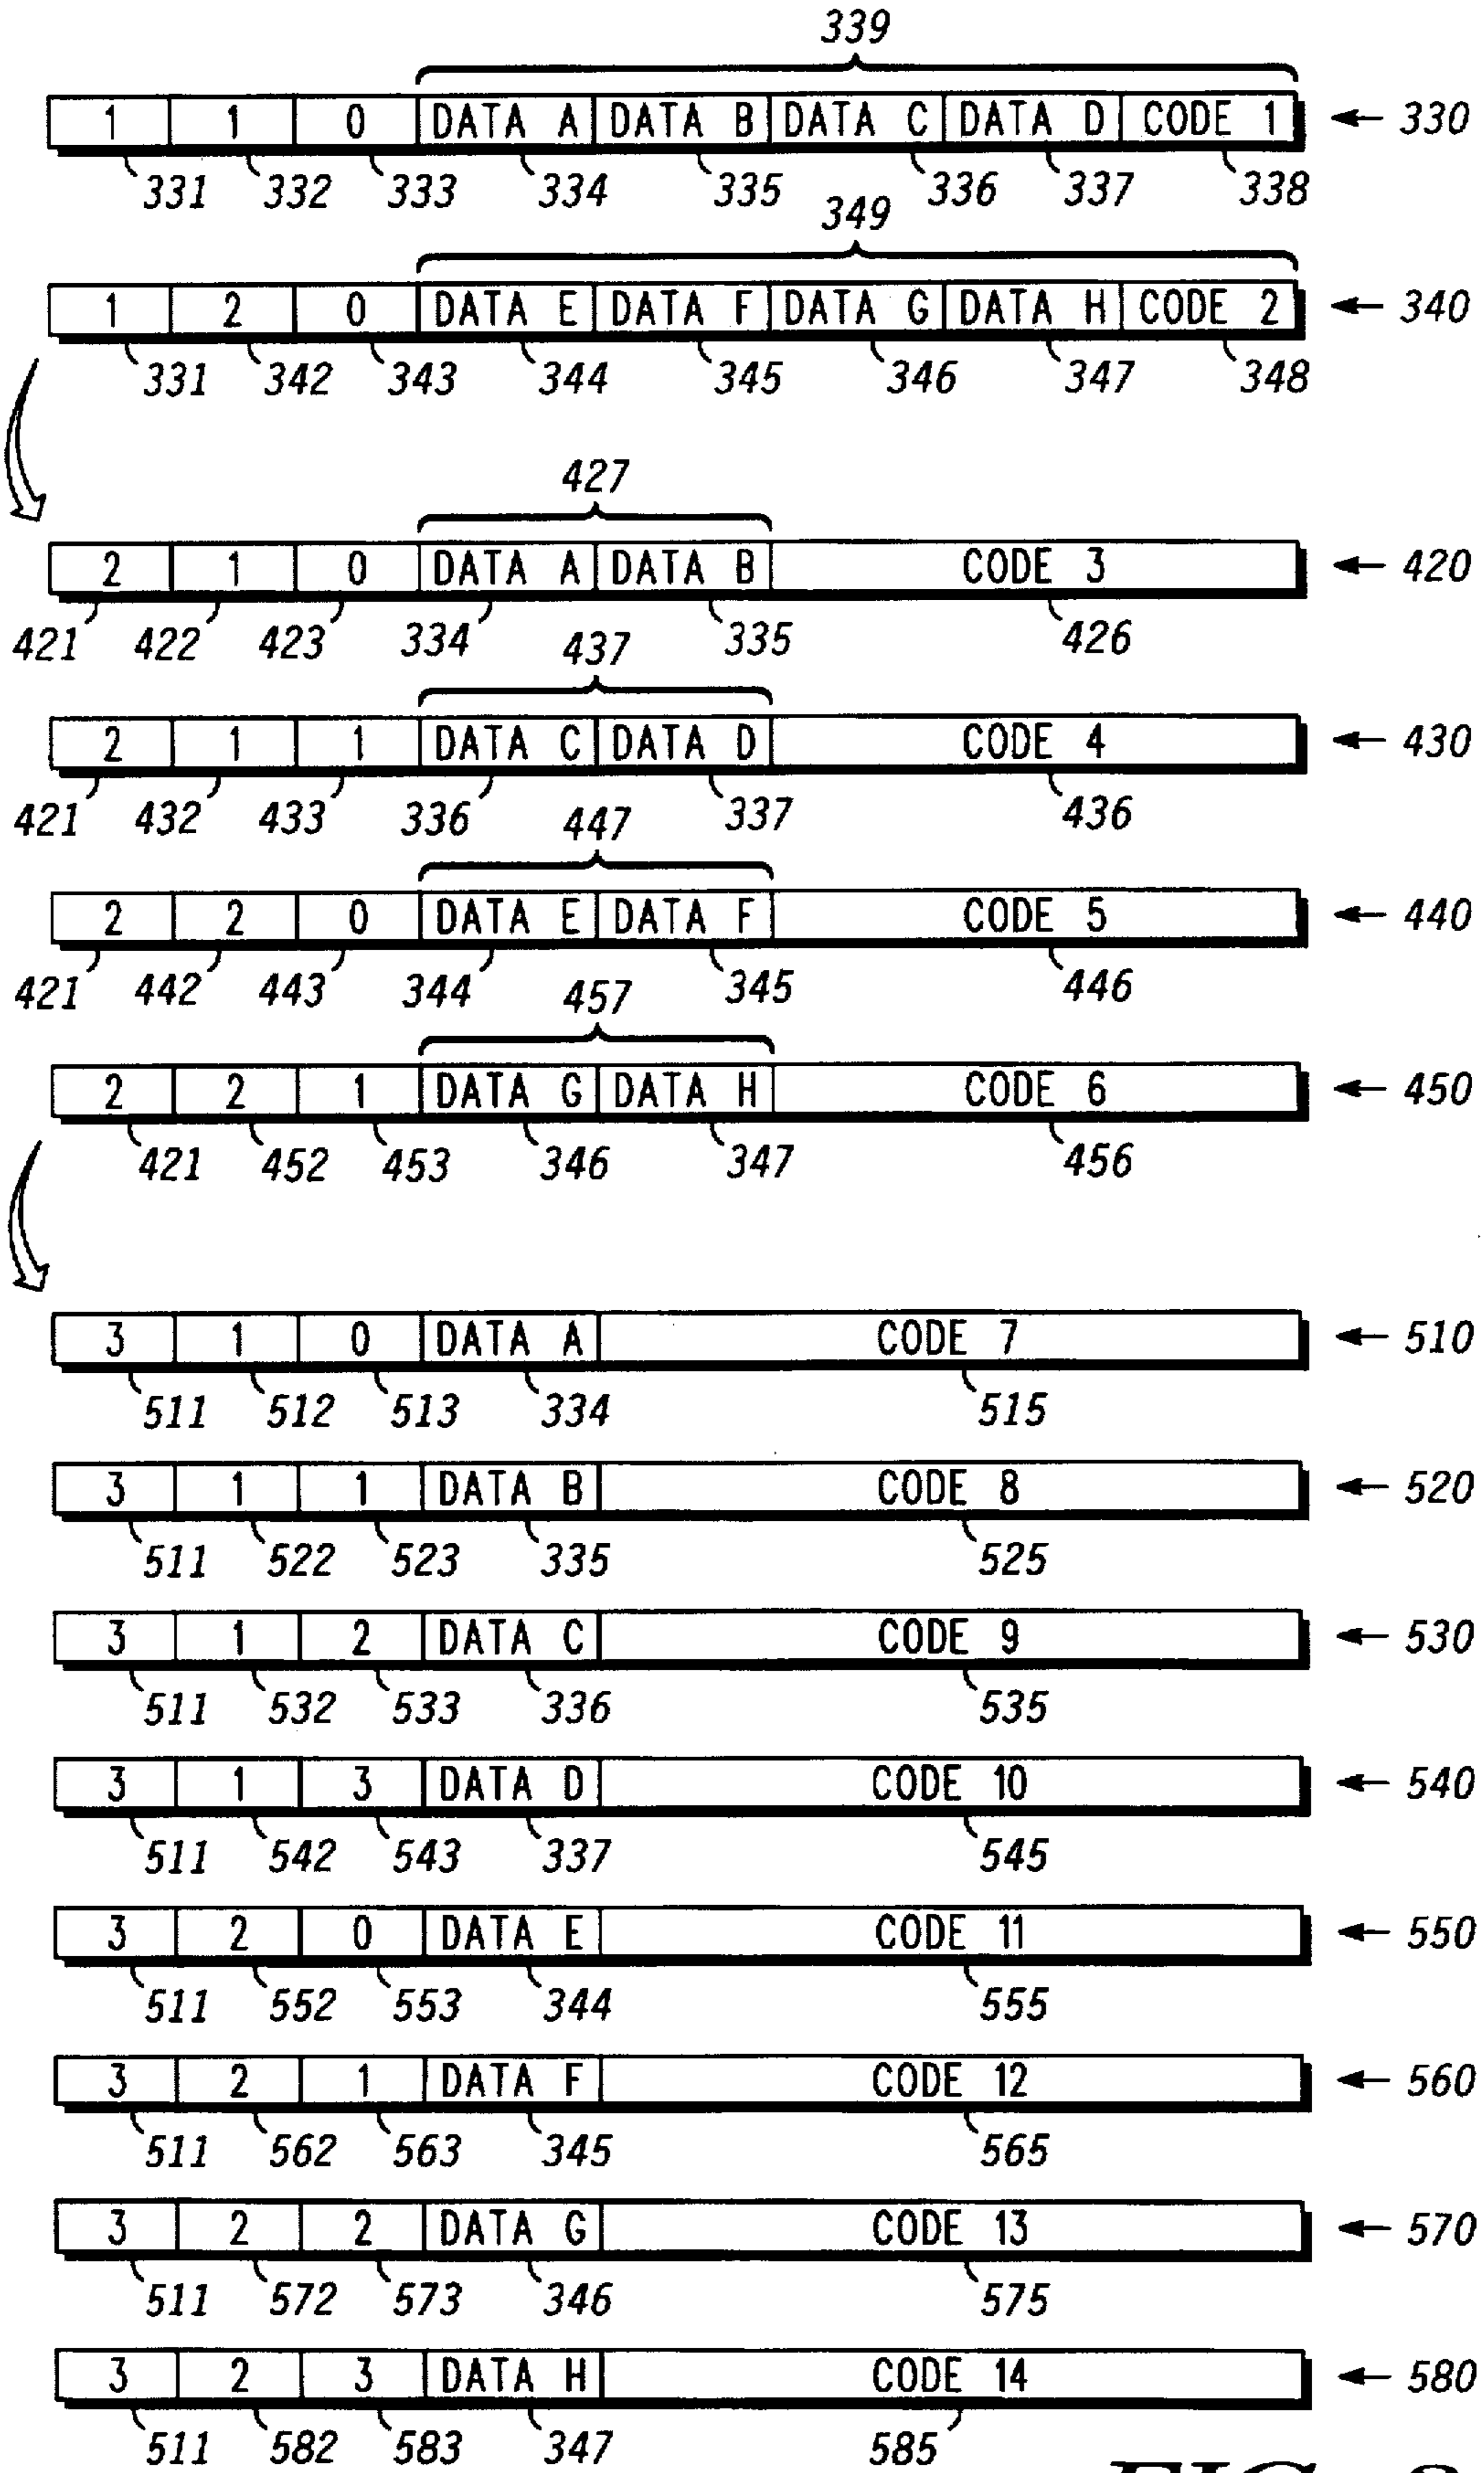 339
1 1 0 DATA A DATA B DATA C DATA D CODE 1 330
331 332 333 334 335 336 337 338
349
1 2 0 DATA E DATA F DATA G DATA H CODE 2 340
331 342 343 344 345 346 347 348
427
2 1 0 DATA A DATA B CODE 3 420
421 422 423 334 335 426
437
2 1 1 DATA C DATA D CODE 4 430
421 432 433 336 337 436
447
2 2 0 DATA E DATA F CODE 5 440
421 442 443 344 345 446
457
2 2 1 DATA G DATA H CODE 6 450
421 452 453 346 347 456
3 1 0 DATA A CODE 7 510
511 512 513 334 515
3 1 1 DATA B CODE 8 520
511 522 523 335 525
3 1 2 DATA C CODE 9 530
511 532 533 336 535
3 1 3 DATA D CODE 10 540
511 542 543 337 545
3 2 0 DATA E CODE 11 550
511 552 553 344 555
3 2 1 DATA F CODE 12 560
511 562 563 345 565
3 2 2 DATA G CODE 13 570
511 572 573 346 575
3 2 3 DATA H CODE 14 580
511 582 583 347 585